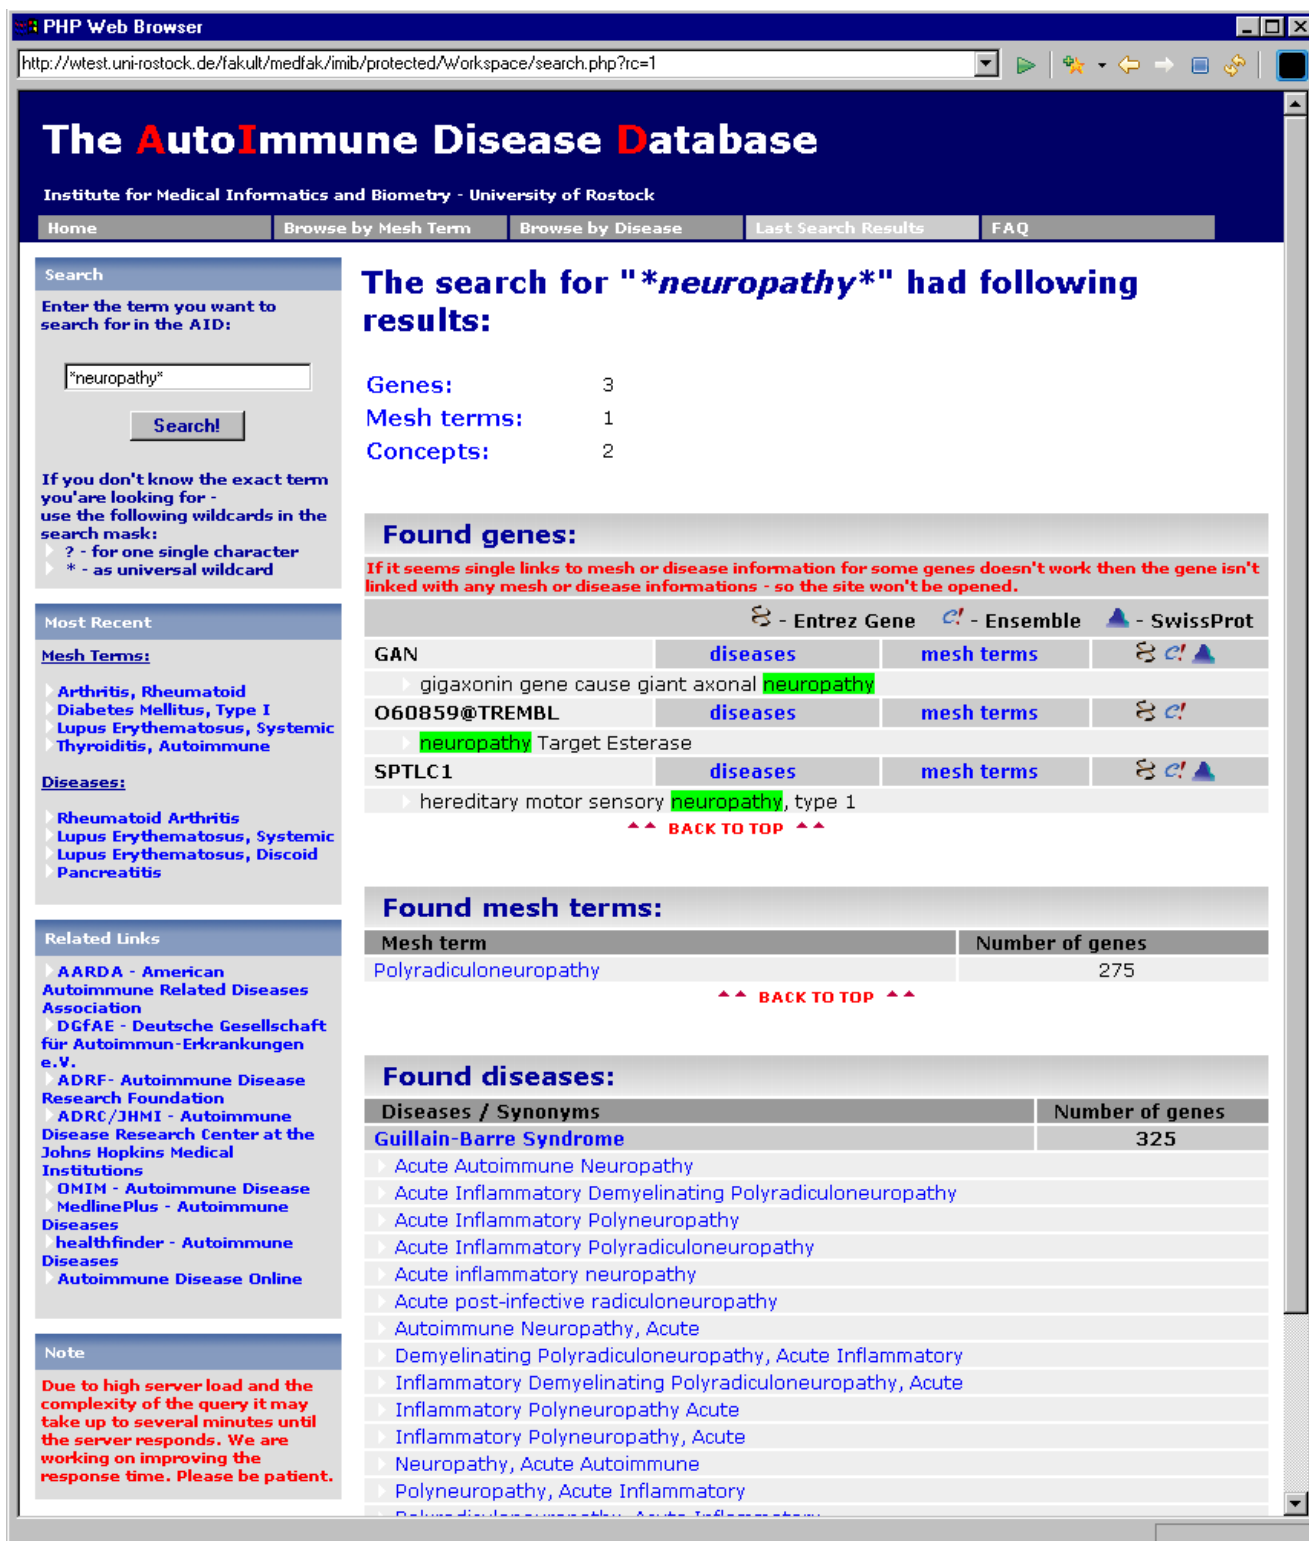 PHP Web Browser
http://wtest.uni-rostock.de/fakult/medfak/imib/protected/Workspace/search.php?rc=1
The AutoImmune Disease Database
Institute for Medical Informatics and Biometry - University of Rostock
Home Browse by Mesh Term Browse by Disease Last Search Results FAQ
Search
Enter the term you want to
search for in the AID:
*neuropathy*
Search!
If you don't know the exact term
you'are looking for -
use the following wildcards in the
search mask:
? - for one single character
* - as universal wildcard
Most Recent
Mesh Terms:
Arthritis, Rheumatoid
Diabetes Mellitus, Type I
Lupus Erythematosus, Systemic
Thyroiditis, Autoimmune
Diseases:
Rheumatoid Arthritis
Lupus Erythematosus, Systemic
Lupus Erythematosus, Discoid
Pancreatitis
Related Links
AARDA - American
Autoimmune Related Diseases
Association
DGfAE - Deutsche Gesellschaft
für Autoimmun-Erkrankungen
e.V.
ADRF- Autoimmune Disease
Research Foundation
ADRC/JHMI - Autoimmune
Disease Research Center at the
Johns Hopkins Medical
Institutions
OMIM - Autoimmune Disease
MedlinePlus - Autoimmune
Diseases
healthfinder - Autoimmune
Diseases
Autoimmune Disease Online
Note
Due to high server load and the
complexity of the query it may
take up to several minutes until
the server responds. We are
working on improving the
response time. Please be patient.
The search for "*neuropathy*" had following
results:
Genes: 3
Mesh terms: 1
Concepts: 2
Found genes:
If it seems single links to mesh or disease information for some genes doesn't work then the gene isn't
linked with any mesh or disease informations - so the site won't be opened.
- Entrez Gene - Ensemble - SwissProt
GAN diseases mesh terms
gigaxonin gene cause giant axonal neuropathy
O60859@TREMBL diseases mesh terms
neuropathy Target Esterase
SPTLC1 diseases mesh terms
hereditary motor sensory neuropathy, type 1
BACK TO TOP
Found mesh terms:
Mesh term Number of genes
Polyradiculoneuropathy 275
BACK TO TOP
Found diseases:
Diseases / Synonyms Number of genes
Guillain-Barre Syndrome 325
Acute Autoimmune Neuropathy
Acute Inflammatory Demyelinating Polyradiculoneuropathy
Acute Inflammatory Polyneuropathy
Acute Inflammatory Polyradiculoneuropathy
Acute inflammatory neuropathy
Acute post-infective radiculoneuropathy
Autoimmune Neuropathy, Acute
Demyelinating Polyradiculoneuropathy, Acute Inflammatory
Inflammatory Demyelinating Polyradiculoneuropathy, Acute
Inflammatory Polyneuropathy Acute
Inflammatory Polyneuropathy, Acute
Neuropathy, Acute Autoimmune
Polyneuropathy, Acute Inflammatory